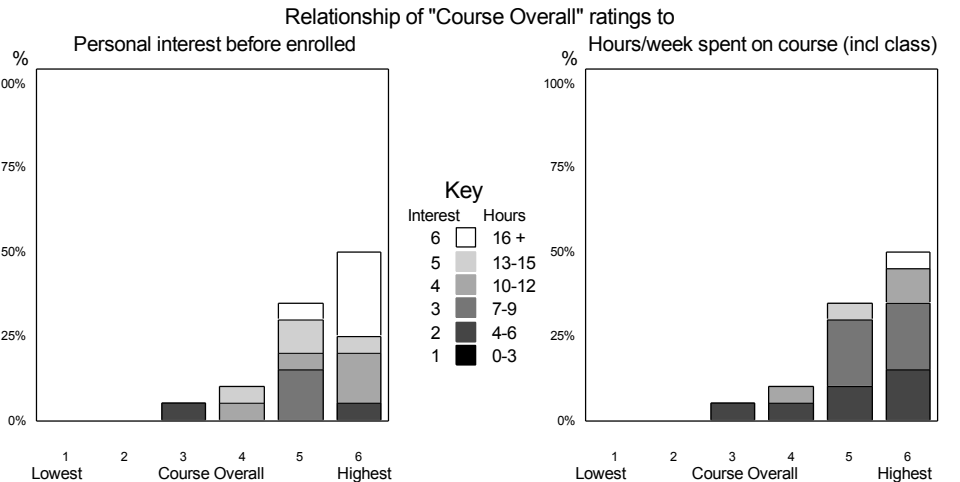 Relationship of "Course Overall" ratings to
Personal interest before enrolled
%
00%
75%
50%
25%
0%
1 2 3 4 5 6
Lowest Course Overall Highest
Key
Interest Hours
6 16 +
5 13-15
4 10-12
3 7-9
2 4-6
1 0-3
Hours/week spent on course (incl class)
%
100%
75%
50%
25%
0%
1 2 3 4 5 6
Lowest Course Overall Highest